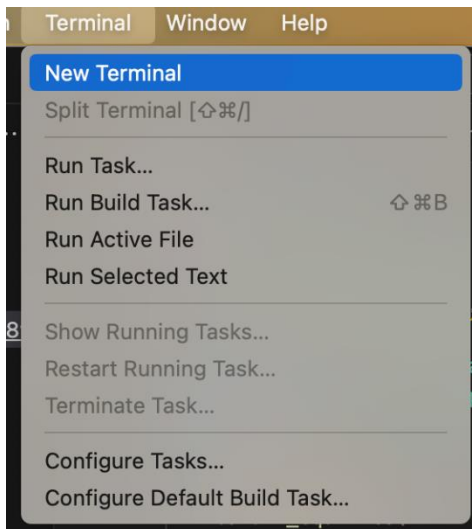 Terminal Window Help
New Terminal
Split Terminal [⇧⌘/]
Run Task...
Run Build Task... ⇧⌘B
Run Active File
Run Selected Text
8
Show Running Tasks...
Restart Running Task...
Terminate Task...
Configure Tasks...
Configure Default Build Task...